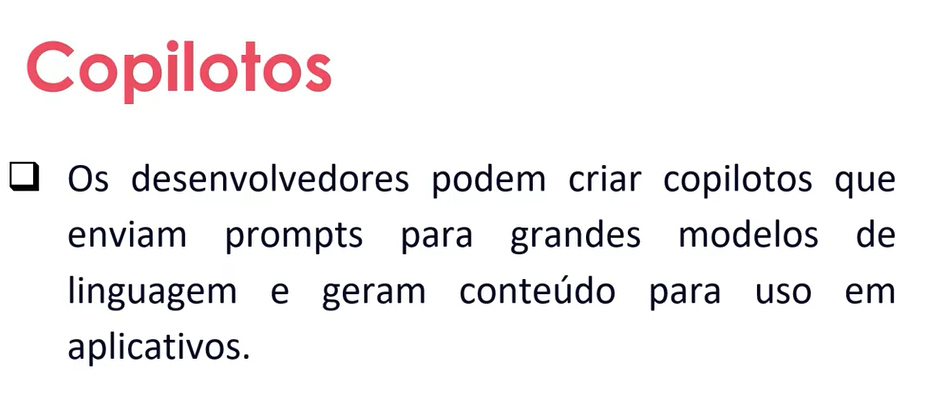 Copilotos
Os desenvolvedores podem criar copilotos que
enviam prompts para grandes modelos de
linguagem e geram conteúdo para uso em
aplicativos.